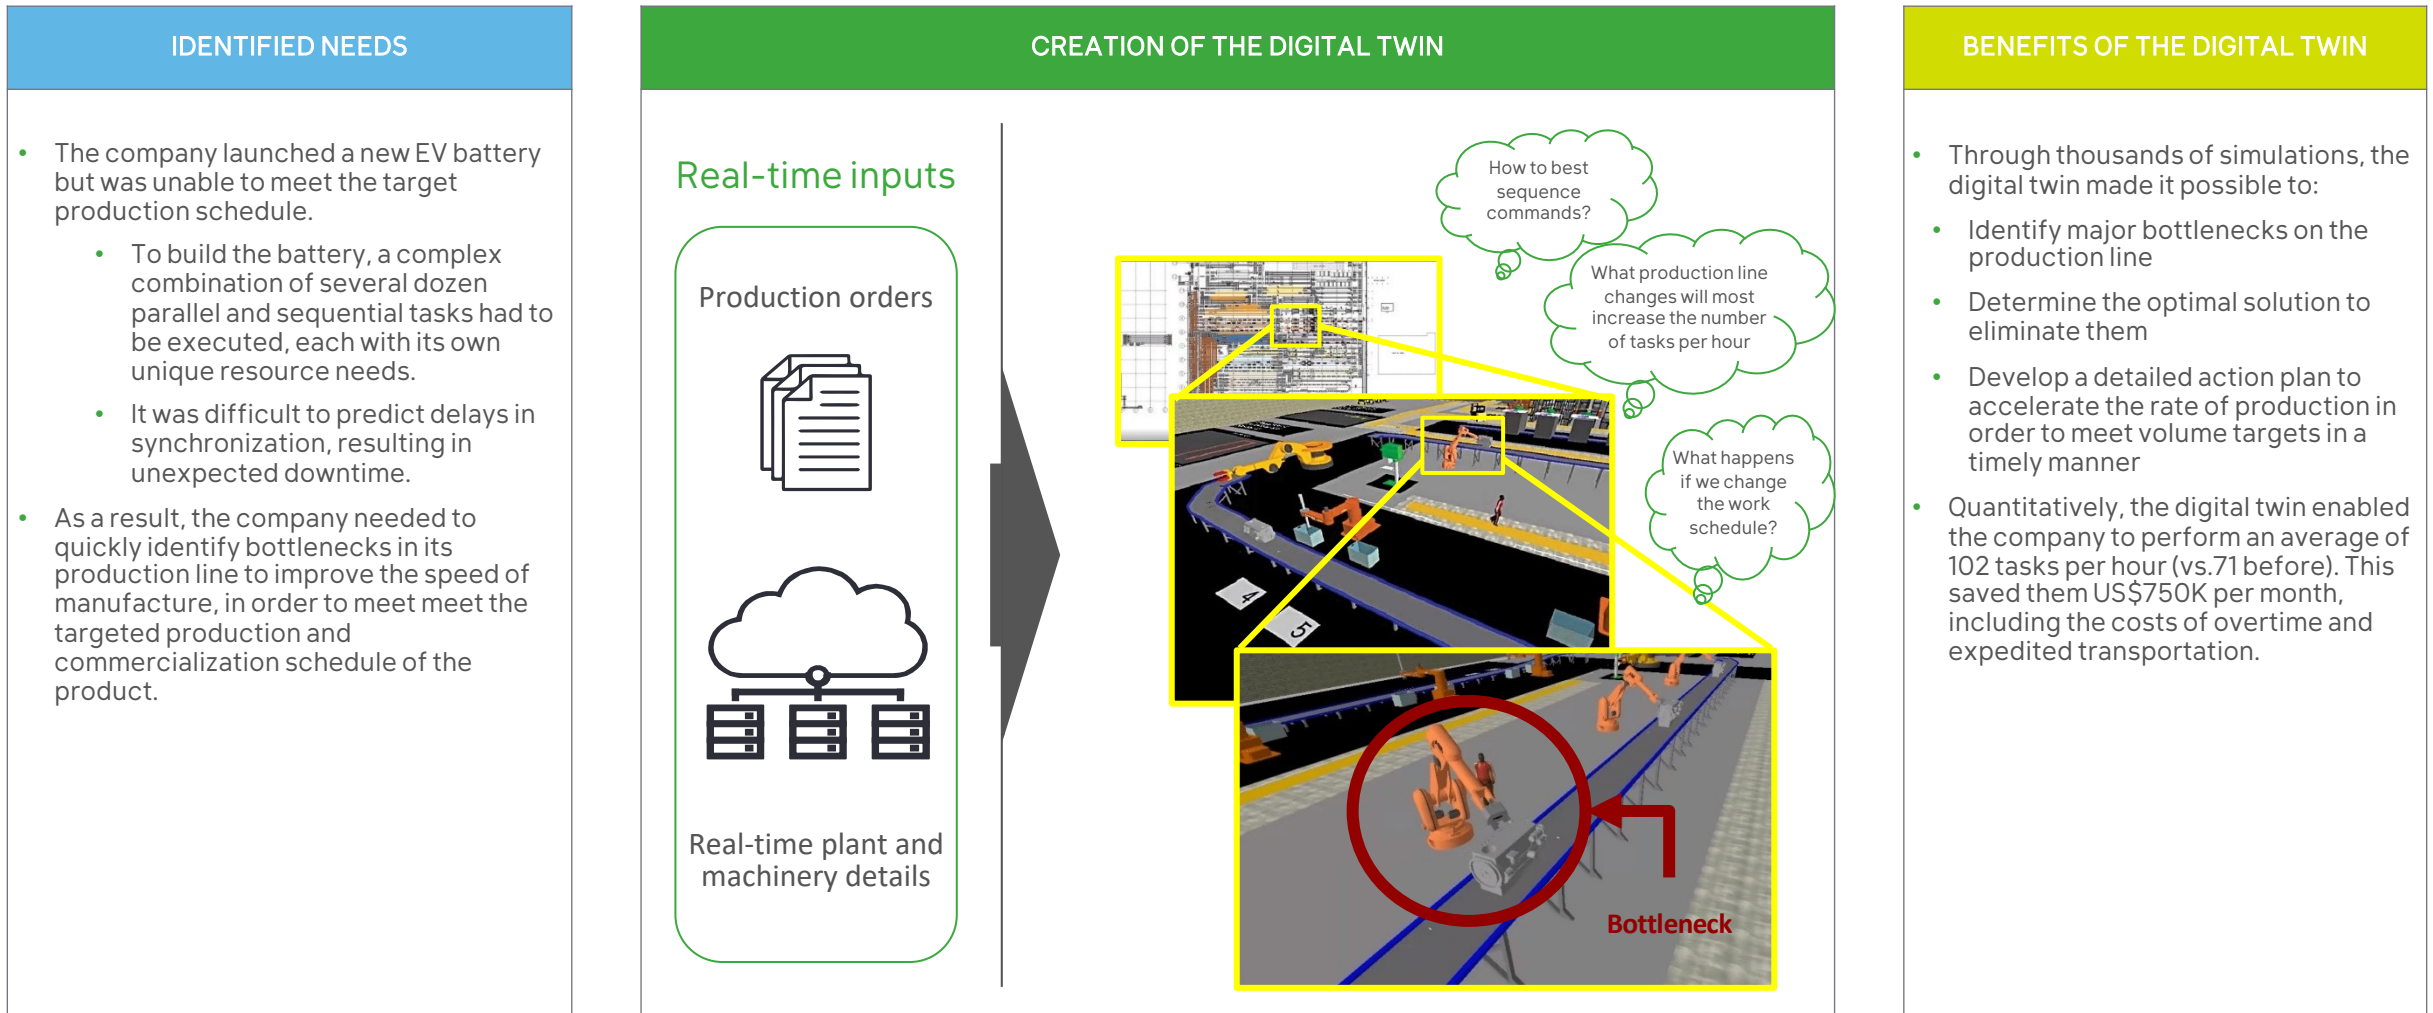 IDENTIFIED NEEDS
• The company launched a new EV battery
but was unable to meet the target
production schedule.
• To build the battery, a complex
combination of several dozen
parallel and sequential tasks had to
be executed, each with its own
unique resource needs.
• It was difficult to predict delays in
synchronization, resulting in
unexpected downtime.
• As a result, the company needed to
quickly identify bottlenecks in its
production line to improve the speed of
manufacture, in order to meet meet the
targeted production and
commercialization schedule of the
product.
CREATION OF THE DIGITAL TWIN
Real-time inputs
Production orders
Real-time plant and
machinery details
How to best
sequence
commands?
What production line
changes will most
increase the number
of tasks per hour
What happens
if we change
the work
schedule?
4
5
Bottleneck
BENEFITS OF THE DIGITAL TWIN
• Through thousands of simulations, the
digital twin made it possible to:
• Identify major bottlenecks on the
production line
• Determine the optimal solution to
eliminate them
• Develop a detailed action plan to
accelerate the rate of production in
order to meet volume targets in a
timely manner
• Quantitatively, the digital twin enabled
the company to perform an average of
102 tasks per hour (vs.71 before). This
saved them US$750K per month,
including the costs of overtime and
expedited transportation.